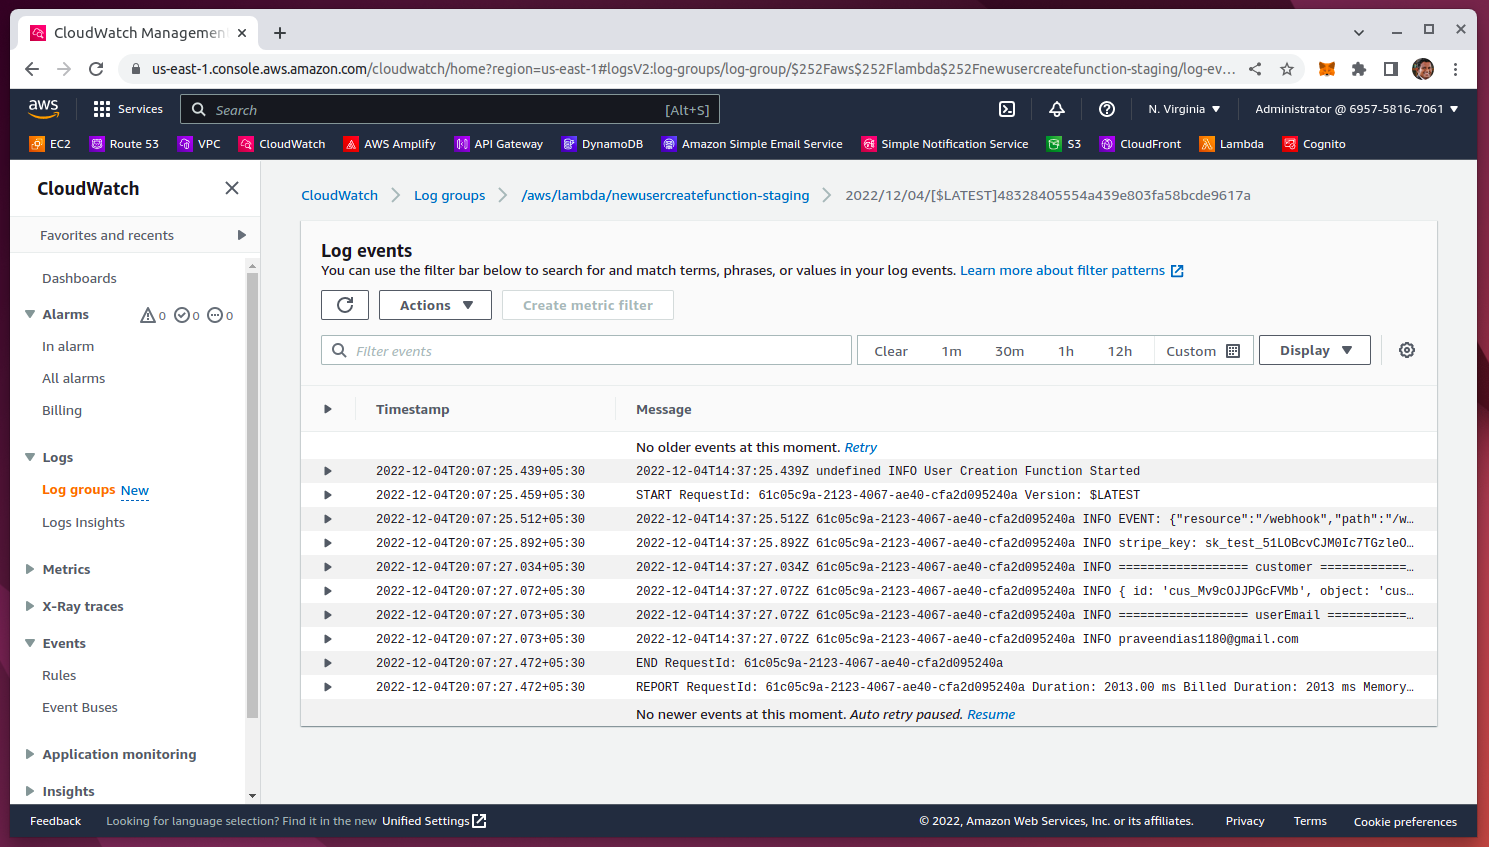 CloudWatch Managemen
us-east-1.console.aws.amazon.com/cloudwatch/home?region=us-east-1#logsV2:log-groups/log-group/$252Faws$252Flambda$252Fnewusercreatefunction-staging/log-ev...
aws Services Search [Alt+S] N. Virginia Administrator @ 6957-5816-7061
EC2 Route 53 VPC CloudWatch AWS Amplify API Gateway DynamoDB Amazon Simple Email Service Simple Notification Service S3 CloudFront Lambda Cognito
CloudWatch
Favorites and recents
Dashboards
Alarms 0 0 0
In alarm
All alarms
Billing
Logs
Log groups New
Logs Insights
Metrics
X-Ray traces
Events
Rules
Event Buses
Application monitoring
Insights
CloudWatch Log groups /aws/lambda/newusercreatefunction-staging 2022/12/04/[$LATEST]48328405554a439e803fa58bcde9617a
Log events
You can use the filter bar below to search for and match terms, phrases, or values in your log events. Learn more about filter patterns
Actions Create metric filter
Filter events Clear 1m 30m 1h 12h Custom Display
Timestamp Message
No older events at this moment. Retry
2022-12-04T20:07:25.439+05:30 2022-12-04T14:37:25.439Z undefined INFO User Creation Function Started
2022-12-04T20:07:25.459+05:30 START RequestId: 61c05c9a-2123-4067-ae40-cfa2d095240a Version: $LATEST
2022-12-04T20:07:25.512+05:30 2022-12-04T14:37:25.512Z 61c05c9a-2123-4067-ae40-cfa2d095240a INFO EVENT: {"resource":"/webhook","path":"/w...
2022-12-04T20:07:25.892+05:30 2022-12-04T14:37:25.892Z 61c05c9a-2123-4067-ae40-cfa2d095240a INFO stripe_key: sk_test_51LOBcvCJM0Ic7TGzleO...
2022-12-04T20:07:27.034+05:30 2022-12-04T14:37:27.034Z 61c05c9a-2123-4067-ae40-cfa2d095240a INFO ================== customer ============...
2022-12-04T20:07:27.072+05:30 2022-12-04T14:37:27.072Z 61c05c9a-2123-4067-ae40-cfa2d095240a INFO { id: 'cus_Mv9cOJJPGcFVMb', object: 'cus...
2022-12-04T20:07:27.073+05:30 2022-12-04T14:37:27.072Z 61c05c9a-2123-4067-ae40-cfa2d095240a INFO ================== userEmail ===========...
2022-12-04T20:07:27.073+05:30 2022-12-04T14:37:27.072Z 61c05c9a-2123-4067-ae40-cfa2d095240a INFO praveendias1180@gmail.com
2022-12-04T20:07:27.472+05:30 END RequestId: 61c05c9a-2123-4067-ae40-cfa2d095240a
2022-12-04T20:07:27.472+05:30 REPORT RequestId: 61c05c9a-2123-4067-ae40-cfa2d095240a Duration: 2013.00 ms Billed Duration: 2013 ms Memory...
No newer events at this moment. Auto retry paused. Resume
Feedback Looking for language selection? Find it in the new Unified Settings © 2022, Amazon Web Services, Inc. or its affiliates. Privacy Terms Cookie preferences